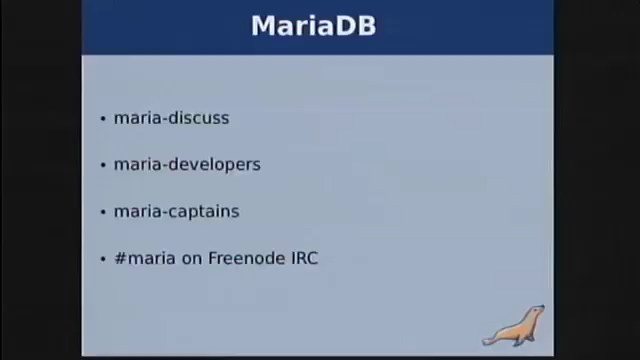 MariaDB
• maria-discuss
• maria-developers
• maria-captains
• #maria on Freenode IRC